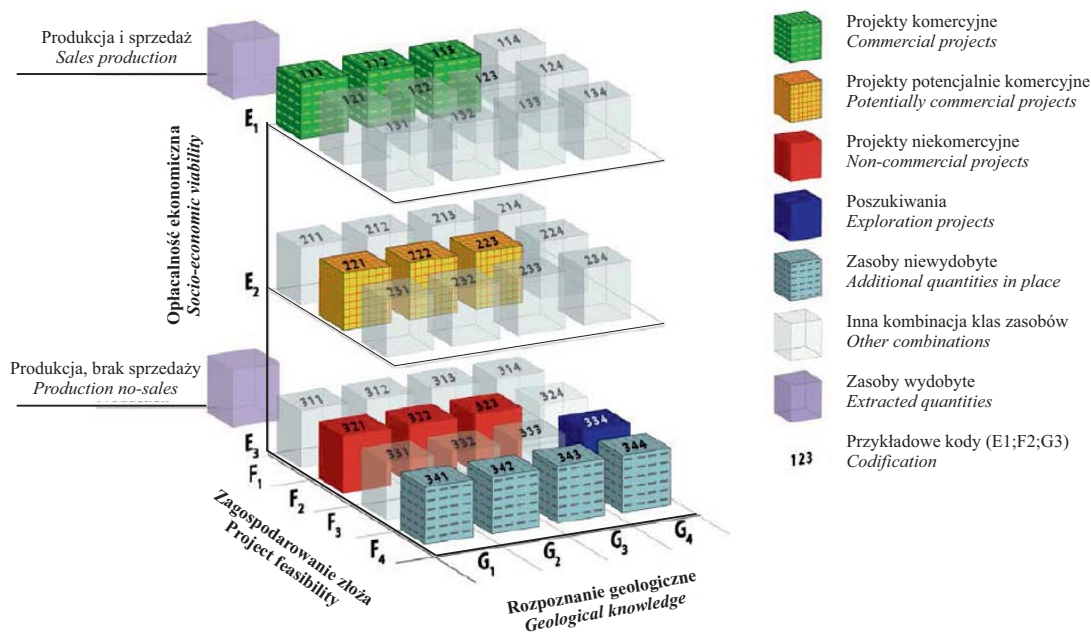 Produkcja i sprzedaż
Sales production
Opłacalność ekonomiczna
Socio-economic viability
Produkcja, brak sprzedaży
Production no-sales
E1
111
112
113
114
121
122
123
124
131
132
133
134
E2
211
212
213
214
221
222
223
224
231
232
233
234
E3
311
312
313
314
321
322
323
324
331
332
333
334
341
342
343
344
F1
F2
F3
F4
G1
G2
G3
G4
Zagospodarowanie złoża
Project feasibility
Rozpoznanie geologiczne
Geological knowledge
Projekty komercyjne
Commercial projects
Projekty potencjalnie komercyjne
Potentially commercial projects
Projekty niekomercyjne
Non-commercial projects
Poszukiwania
Exploration projects
Zasoby niewydobyte
Additional quantities in place
Inna kombinacja klas zasobów
Other combinations
Zasoby wydobyte
Extracted quantities
123 Przykładowe kody (E1;F2;G3)
Codification